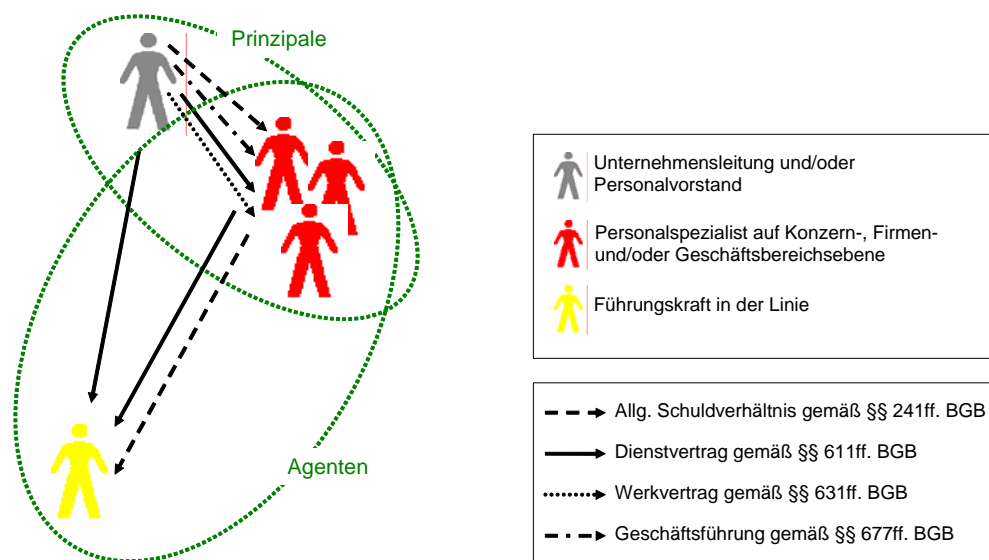 Prinzipale
Agenten
Unternehmensleitung und/oder
Personalvorstand
Personalspezialist auf Konzern-, Firmen-
und/oder Geschäftsbereichsebene
Führungskraft in der Linie
Allg. Schuldverhältnis gemäß §§ 241ff. BGB
Dienstvertrag gemäß §§ 611ff. BGB
Werkvertrag gemäß §§ 631ff. BGB
Geschäftsführung gemäß §§ 677ff. BGB